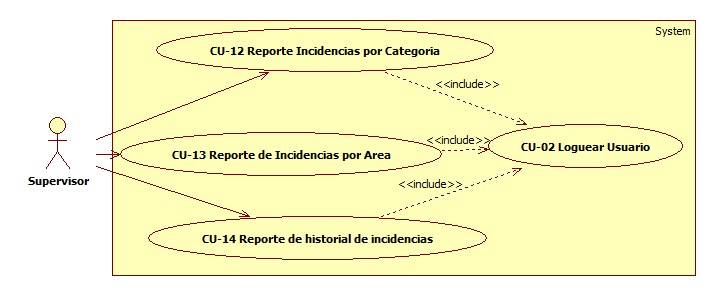 System
CU-12 Reporte Incidencias por Categoria
<<include>>
Supervisor
CU-13 Reporte de Incidencias por Area
<<include>>
CU-02 Loguear Usuario
<<include>>
CU-14 Reporte de historial de incidencias